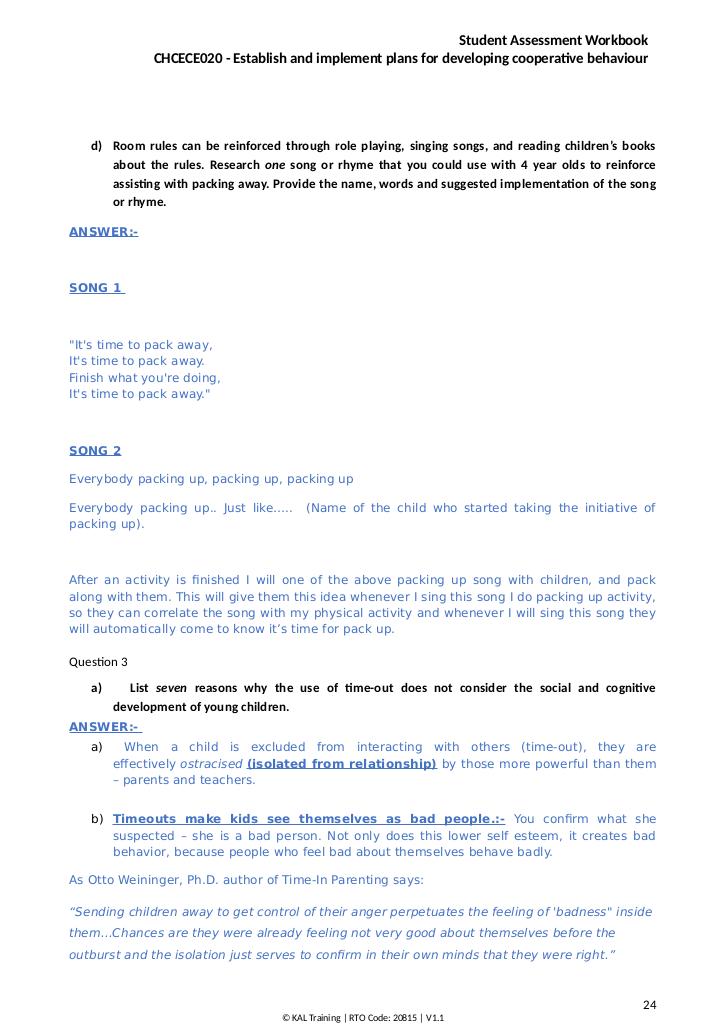 Student Assessment Workbook
CHCECE020 - Establish and implement plans for developing cooperative behaviour
d) Room rules can be reinforced through role playing, singing songs, and reading children’s books
about the rules. Research one song or rhyme that you could use with 4 year olds to reinforce
assisting with packing away. Provide the name, words and suggested implementation of the song
or rhyme.
ANSWER:-
SONG 1
"It's time to pack away,
It's time to pack away.
Finish what you're doing,
It's time to pack away."
SONG 2
Everybody packing up, packing up, packing up
Everybody packing up.. Just like..... (Name of the child who started taking the initiative of
packing up).
After an activity is finished I will one of the above packing up song with children, and pack
along with them. This will give them this idea whenever I sing this song I do packing up activity,
so they can correlate the song with my physical activity and whenever I will sing this song they
will automatically come to know it’s time for pack up.
Question 3
a) List seven reasons why the use of time-out does not consider the social and cognitive
development of young children.
ANSWER:-
a) When a child is excluded from interacting with others (time-out), they are
effectively ostracised (isolated from relationship) by those more powerful than them
– parents and teachers.
b) Timeouts make kids see themselves as bad people.:- You confirm what she
suspected – she is a bad person. Not only does this lower self esteem, it creates bad
behavior, because people who feel bad about themselves behave badly.
As Otto Weininger, Ph.D. author of Time-In Parenting says:
“Sending children away to get control of their anger perpetuates the feeling of 'badness" inside
them...Chances are they were already feeling not very good about themselves before the
outburst and the isolation just serves to confirm in their own minds that they were right.”
24
© KAL Training | RTO Code: 20815 | V1.1